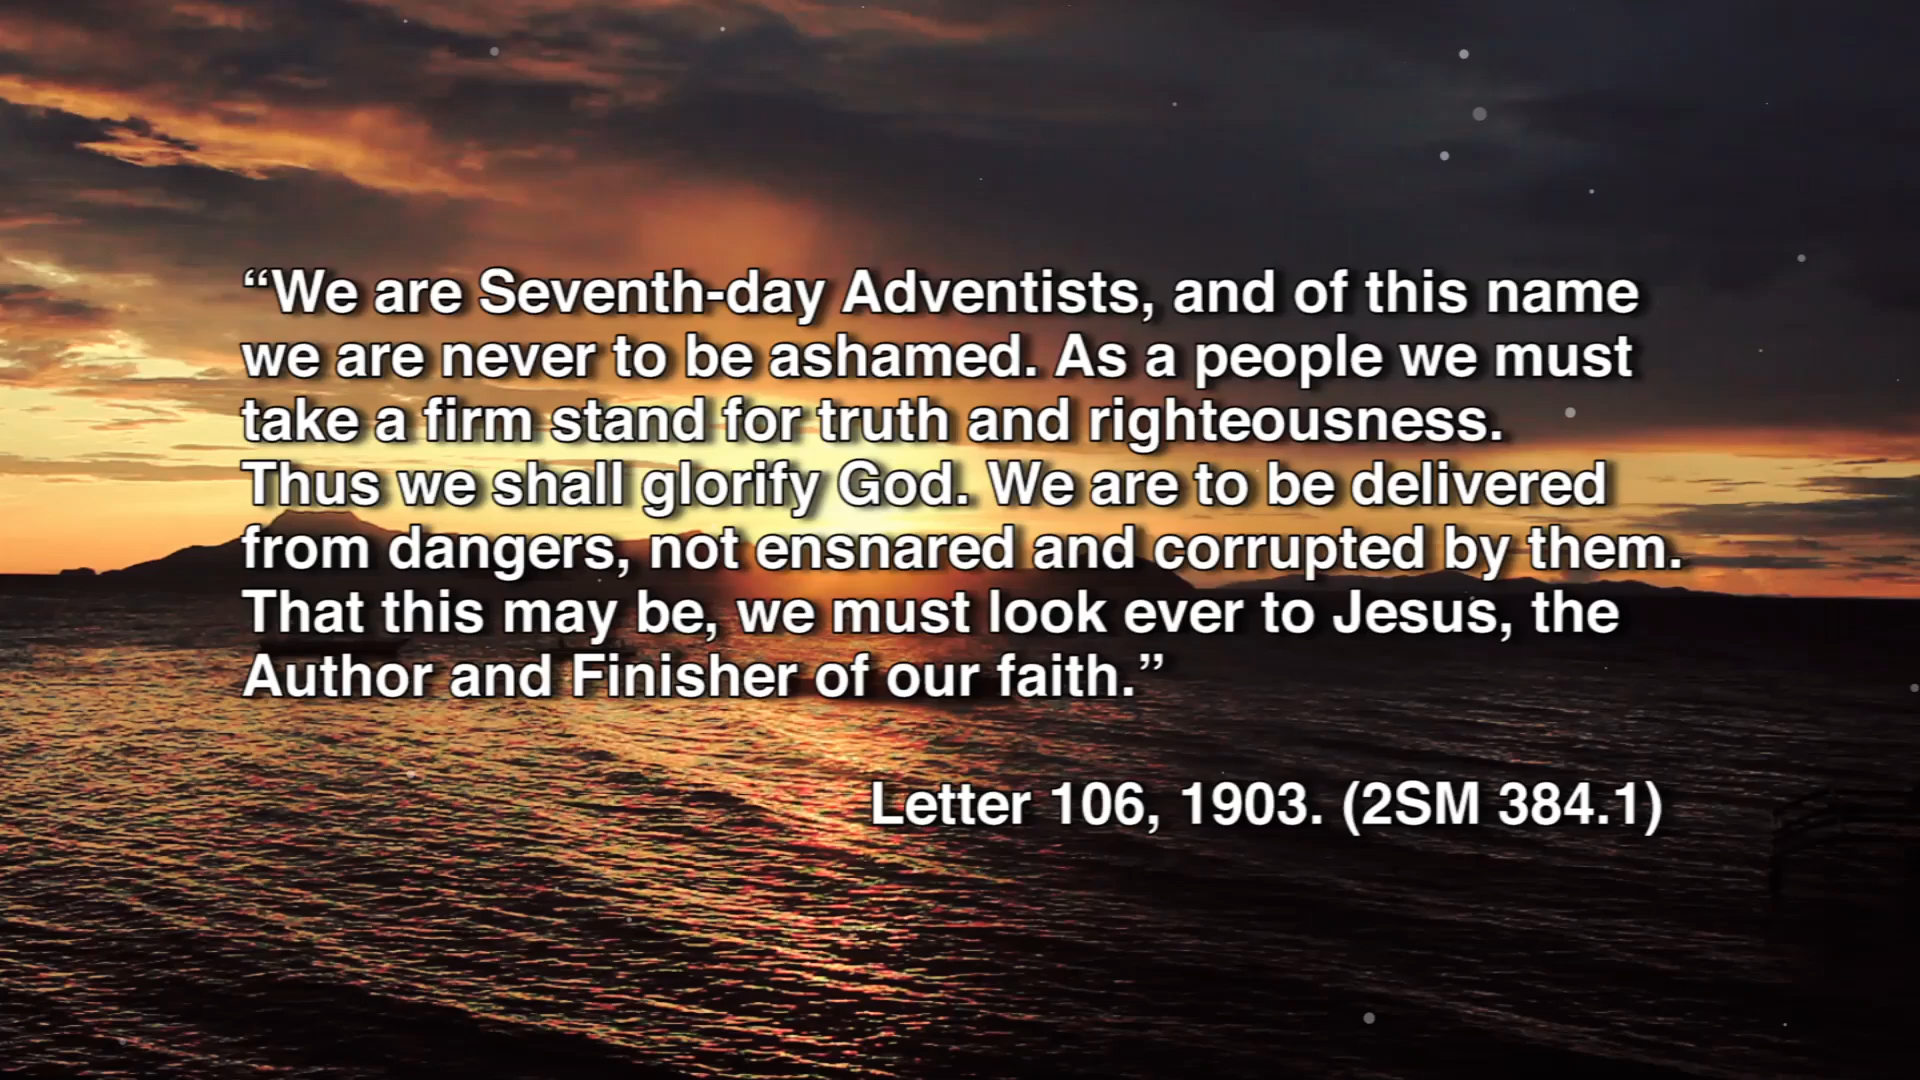 “We are Seventh-day Adventists, and of this name
we are never to be ashamed. As a people we must
take a firm stand for truth and righteousness.
Thus we shall glorify God. We are to be delivered
from dangers, not ensnared and corrupted by them.
That this may be, we must look ever to Jesus, the
Author and Finisher of our faith.”
Letter 106, 1903. (2SM 384.1)